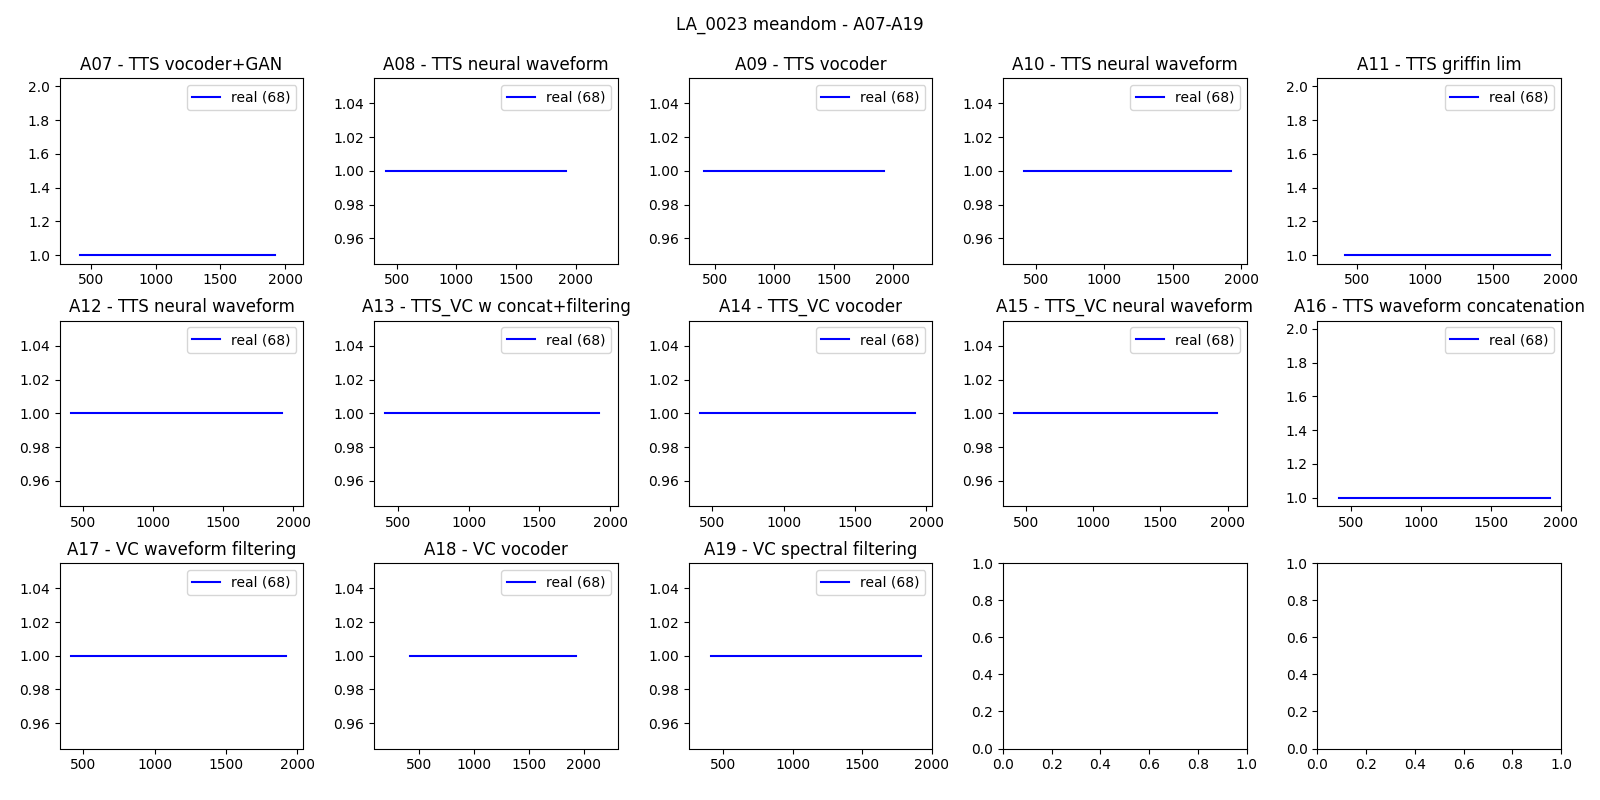 LA_0023 meandom - A07-A19
A07 - TTS vocoder+GAN
A08 - TTS neural waveform
A09 - TTS vocoder
A10 - TTS neural waveform
A11 - TTS griffin lim
real (68)
real (68)
real (68)
real (68)
real (68)
2.0
1.8
1.6
1.4
1.2
1.0
500 1000 1500 2000
1.04
1.02
1.00
0.98
0.96
500 1000 1500 2000
1.04
1.02
1.00
0.98
0.96
500 1000 1500 2000
1.04
1.02
1.00
0.98
0.96
500 1000 1500 2000
2.0
1.8
1.6
1.4
1.2
1.0
500 1000 1500 2000
A12 - TTS neural waveform
A13 - TTS_VC w concat+filtering
A14 - TTS_VC vocoder
A15 - TTS_VC neural waveform
A16 - TTS waveform concatenation
real (68)
real (68)
real (68)
real (68)
real (68)
1.04
1.02
1.00
0.98
0.96
500 1000 1500 2000
1.04
1.02
1.00
0.98
0.96
500 1000 1500 2000
1.04
1.02
1.00
0.98
0.96
500 1000 1500 2000
1.04
1.02
1.00
0.98
0.96
500 1000 1500 2000
2.0
1.8
1.6
1.4
1.2
1.0
500 1000 1500 2000
A17 - VC waveform filtering
A18 - VC vocoder
A19 - VC spectral filtering
real (68)
real (68)
real (68)
1.04
1.02
1.00
0.98
0.96
500 1000 1500 2000
1.04
1.02
1.00
0.98
0.96
500 1000 1500 2000
1.04
1.02
1.00
0.98
0.96
500 1000 1500 2000
1.0
0.8
0.6
0.4
0.2
0.0
0.0 0.2 0.4 0.6 0.8 1.0
1.0
0.8
0.6
0.4
0.2
0.0
0.0 0.2 0.4 0.6 0.8 1.0